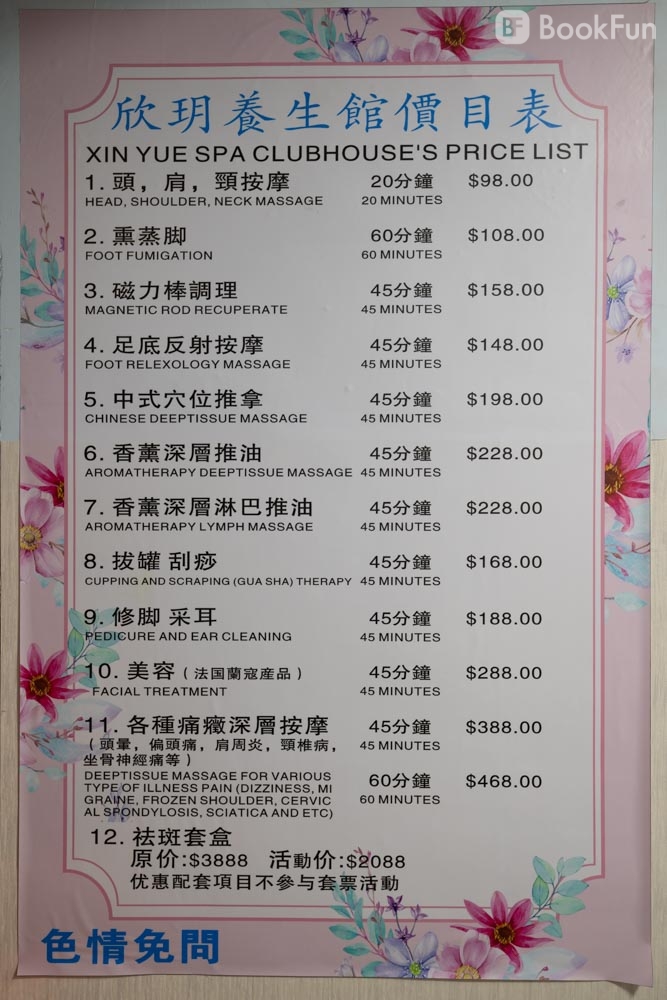 BF BookFun
欣玥養生館價目表
XIN YUE SPA CLUBHOUSE'S PRICE LIST
1. 頭，肩，頸按摩 20分鐘 $98.00
HEAD, SHOULDER, NECK MASSAGE 20 MINUTES
2. 熏蒸脚 60分鐘 $108.00
FOOT FUMIGATION 60 MINUTES
3. 磁力棒調理 45分鐘 $158.00
MAGNETIC ROD RECUPERATE 45 MINUTES
4. 足底反射按摩 45分鐘 $148.00
FOOT RELEXOLOGY MASSAGE 45 MINUTES
5. 中式穴位推拿 45分鐘 $198.00
CHINESE DEEPTISSUE MASSAGE 45 MINUTES
6. 香薰深層推油 45分鐘 $228.00
AROMATHERAPY DEEPTISSUE MASSAGE 45 MINUTES
7. 香薰深層淋巴推油 45分鐘 $228.00
AROMATHERAPY LYMPH MASSAGE 45 MINUTES
8. 拔罐 刮痧 45分鐘 $168.00
CUPPING AND SCRAPING (GUA SHA) THERAPY 45 MINUTES
9. 修脚 采耳 45分鐘 $188.00
PEDICURE AND EAR CLEANING 45 MINUTES
10. 美容（法国蘭寇産品） 45分鐘 $288.00
FACIAL TREATMENT 45 MINUTES
11. 各種痛癥深層按摩 45分鐘 $388.00
（頭暈，偏頭痛，肩周炎，頸椎病， 45 MINUTES
坐骨神經痛等）
DEEPTISSUE MASSAGE FOR VARIOUS 60分鐘 $468.00
TYPE OF ILLNESS PAIN (DIZZINESS, MI
GRAINE, FROZEN SHOULDER, CERVIC 60 MINUTES
AL SPONDYLOSIS, SCIATICA AND ETC)
12. 祛斑套盒
原价:$3888 活動价:$2088
优惠配套項目不參与套票活動
色情免問